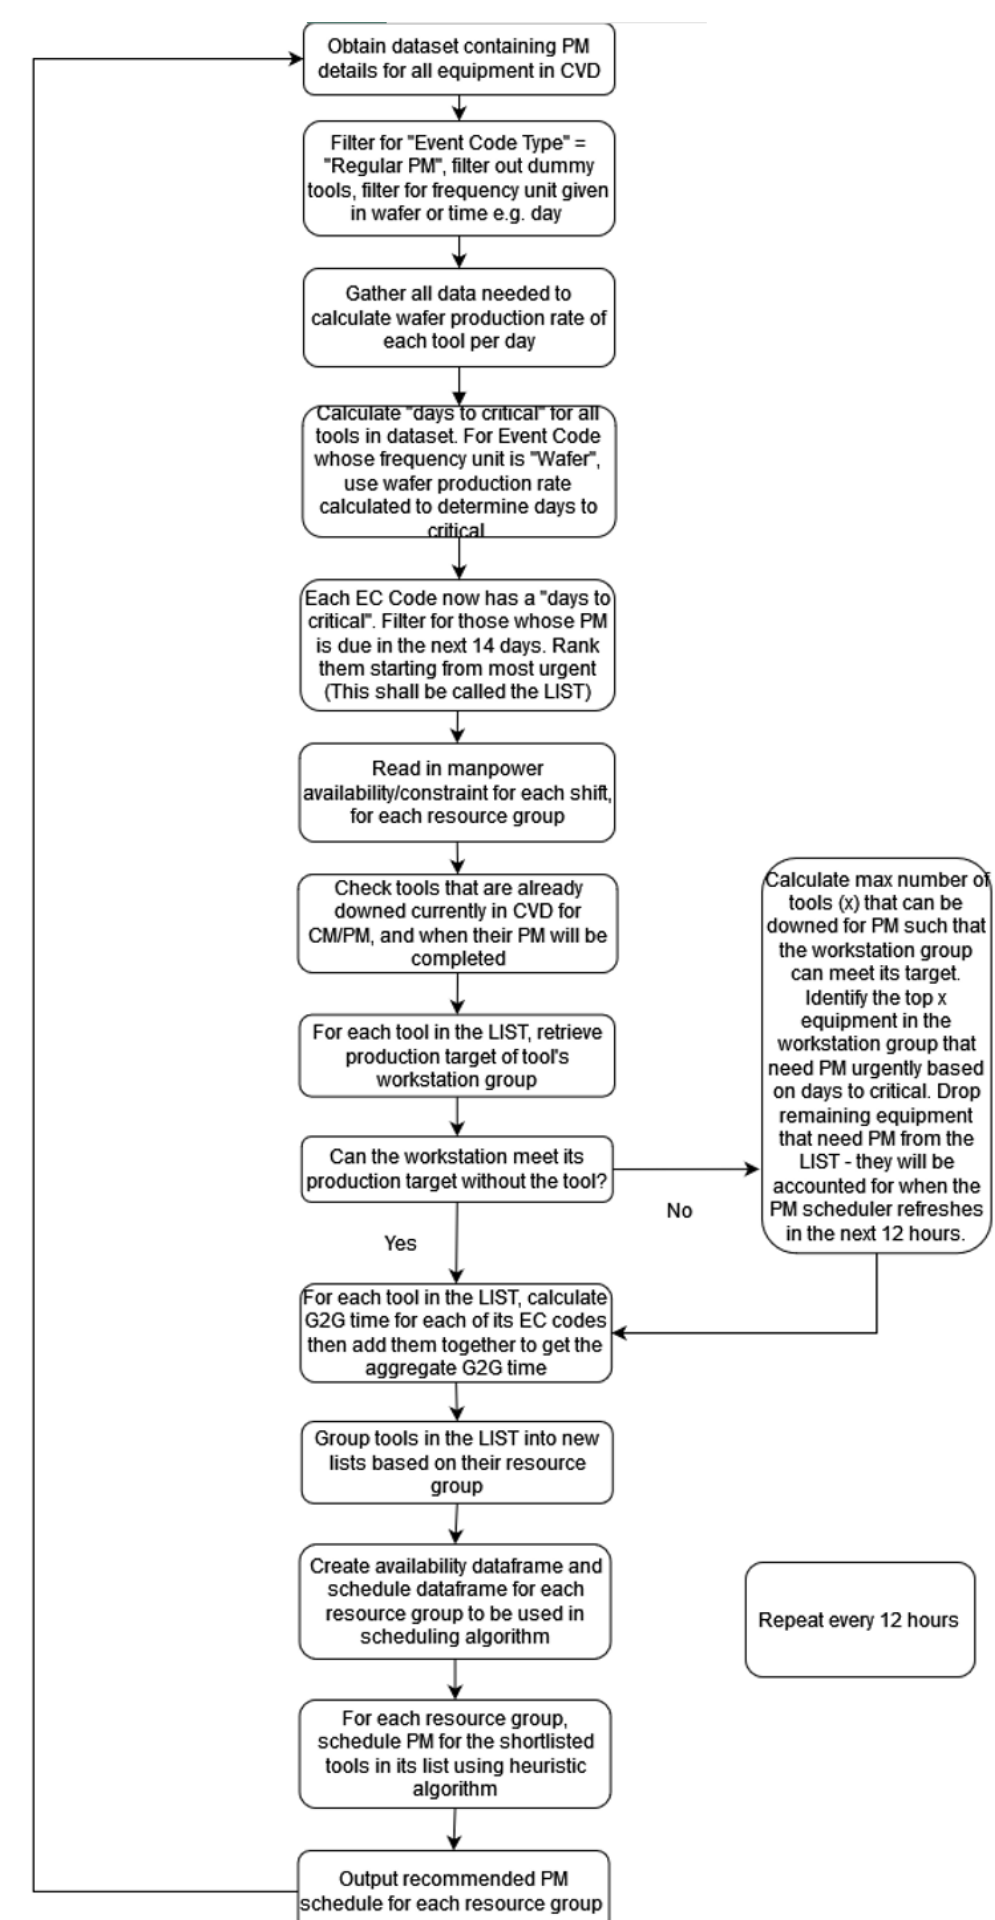 Obtain dataset containing PM
details for all equipment in CVD
Filter for "Event Code Type" =
"Regular PM", filter out dummy
tools, filter for frequency unit given
in wafer or time e.g. day
Gather all data needed to
calculate wafer production rate of
each tool per day
Calculate "days to critical" for all
tools in dataset. For Event Code
whose frequency unit is "Wafer",
use wafer production rate
calculated to determine days to
critical
Each EC Code now has a "days to
critical". Filter for those whose PM
is due in the next 14 days. Rank
them starting from most urgent
(This shall be called the LIST)
Read in manpower
availability/constraint for each shift,
for each resource group
Check tools that are already
downed currently in CVD for
CM/PM, and when their PM will be
completed
For each tool in the LIST, retrieve
production target of tool's
workstation group
Can the workstation meet its
production target without the tool?
No
Yes
Calculate max number of
tools (x) that can be
downed for PM such that
the workstation group
can meet its target.
Identify the top x
equipment in the
workstation group that
need PM urgently based
on days to critical. Drop
remaining equipment
that need PM from the
LIST - they will be
accounted for when the
PM scheduler refreshes
in the next 12 hours.
For each tool in the LIST, calculate
G2G time for each of its EC codes
then add them together to get the
aggregate G2G time
Group tools in the LIST into new
lists based on their resource
group
Create availability dataframe and
schedule dataframe for each
resource group to be used in
scheduling algorithm
Repeat every 12 hours
For each resource group,
schedule PM for the shortlisted
tools in its list using heuristic
algorithm
Output recommended PM
schedule for each resource group